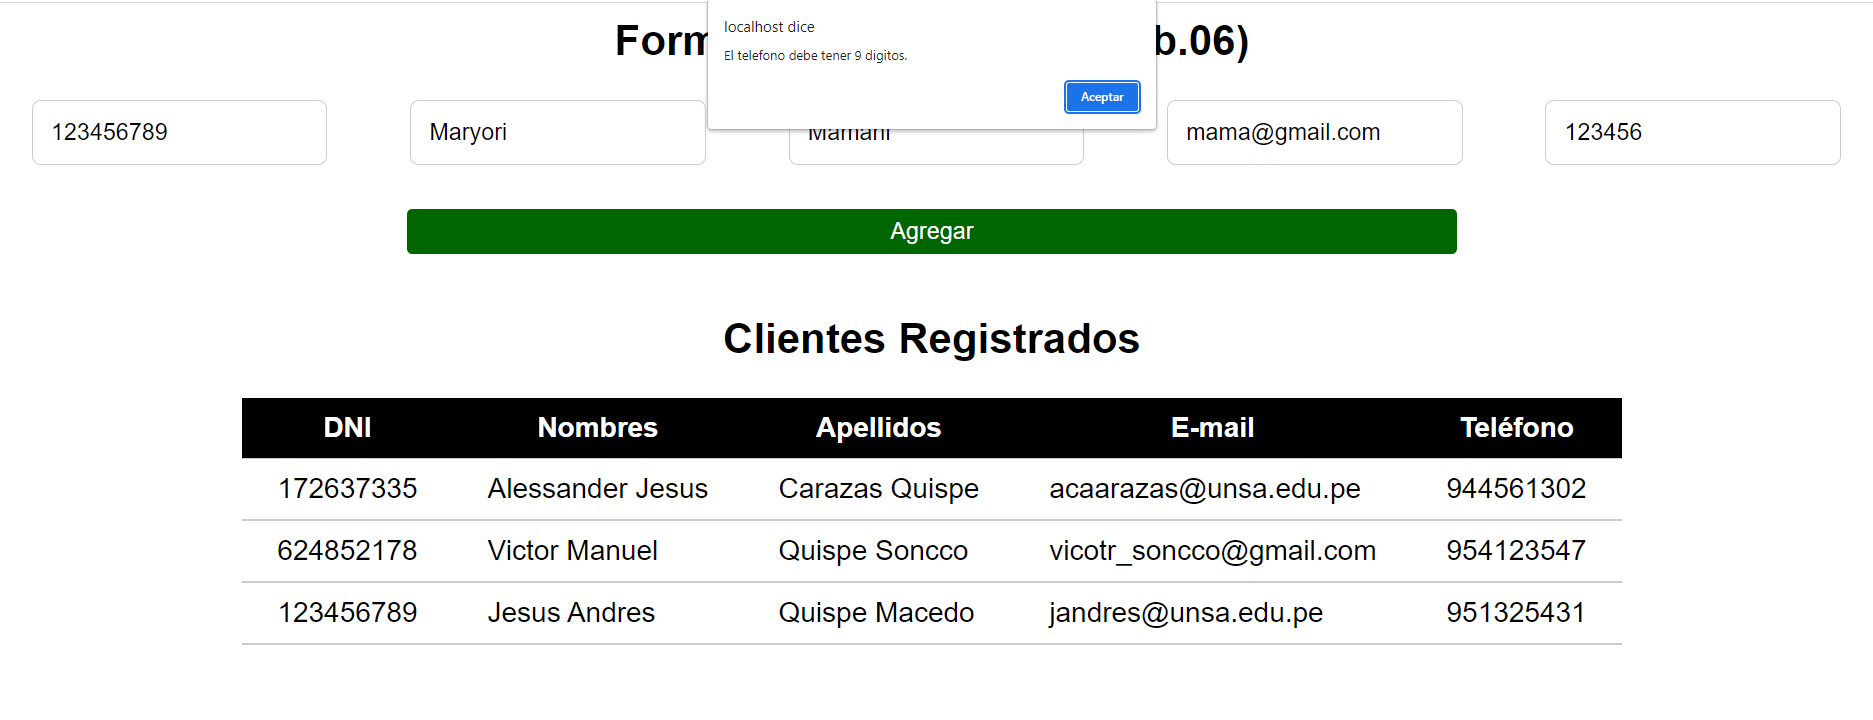 localhost dice
El telefono debe tener 9 digitos.
Aceptar
Form b.06)
123456789 Maryori Mamani mama@gmail.com 123456
Agregar
Clientes Registrados
DNI Nombres Apellidos E-mail Teléfono
172637335 Alessander Jesus Carazas Quispe acaarazas@unsa.edu.pe 944561302
624852178 Victor Manuel Quispe Soncco vicotr_soncco@gmail.com 954123547
123456789 Jesus Andres Quispe Macedo jandres@unsa.edu.pe 951325431